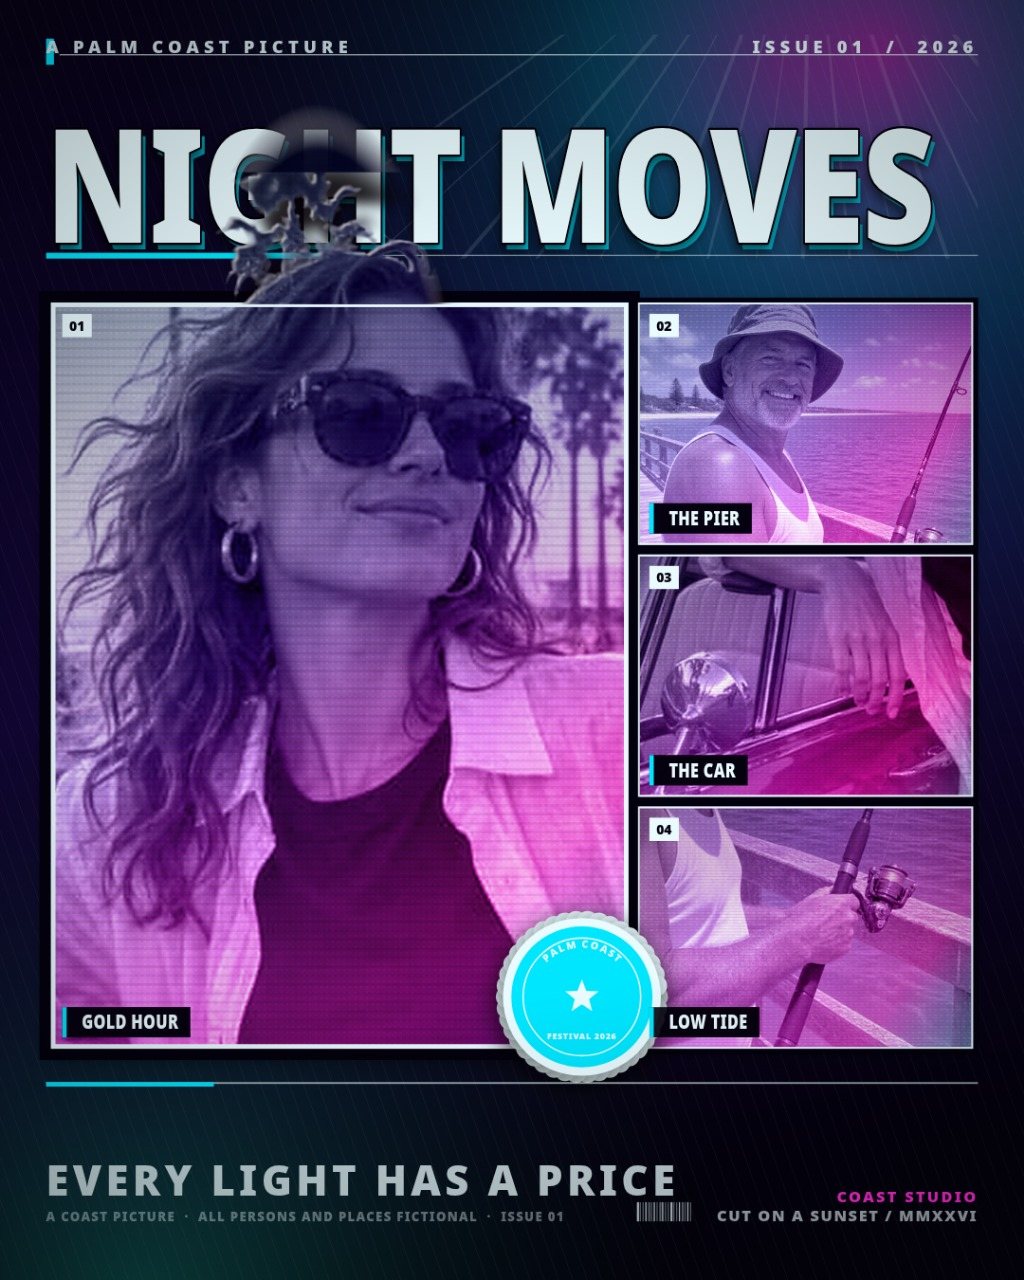 A PALM COAST PICTURE
ISSUE 01 / 2026
NIGHT MOVES
01
GOLD HOUR
02
THE PIER
03
THE CAR
04
LOW TIDE
PALM COAST
FESTIVAL 2026
EVERY LIGHT HAS A PRICE
A COAST PICTURE · ALL PERSONS AND PLACES FICTIONAL · ISSUE 01
COAST STUDIO
CUT ON A SUNSET / MMXXVI